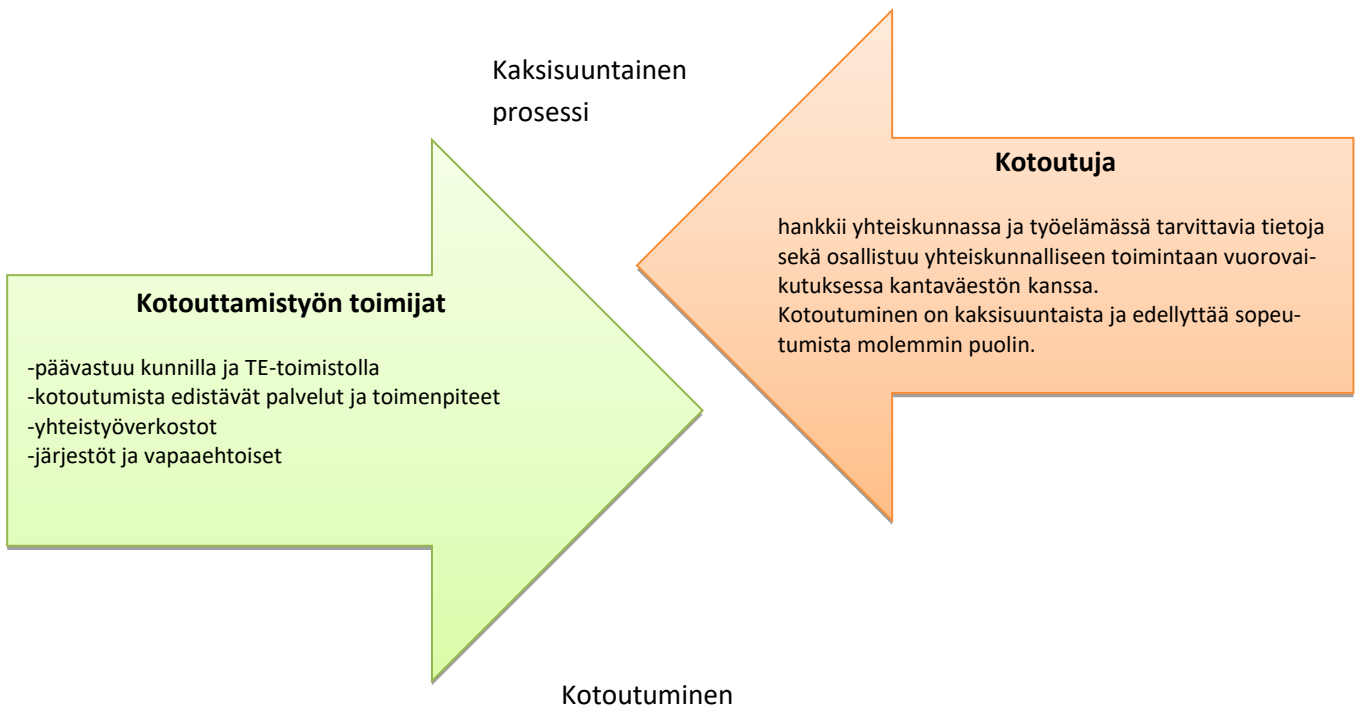 Kaksisuuntainen
prosessi
Kotouttamistyön toimijat
-päävastuu kunnilla ja TE-toimistolla
-kotoutumista edistävät palvelut ja toimenpiteet
-yhteistyöverkostot
-järjestöt ja vapaaehtoiset
Kotoutuja
hankkii yhteiskunnassa ja työelämässä tarvittavia tietoja
sekä osallistuu yhteiskunnalliseen toimintaan vuorovai-
kutuksessa kantaväestön kanssa.
Kotoutuminen on kaksisuuntaista ja edellyttää sopeu-
tumista molemmin puolin.
Kotoutuminen